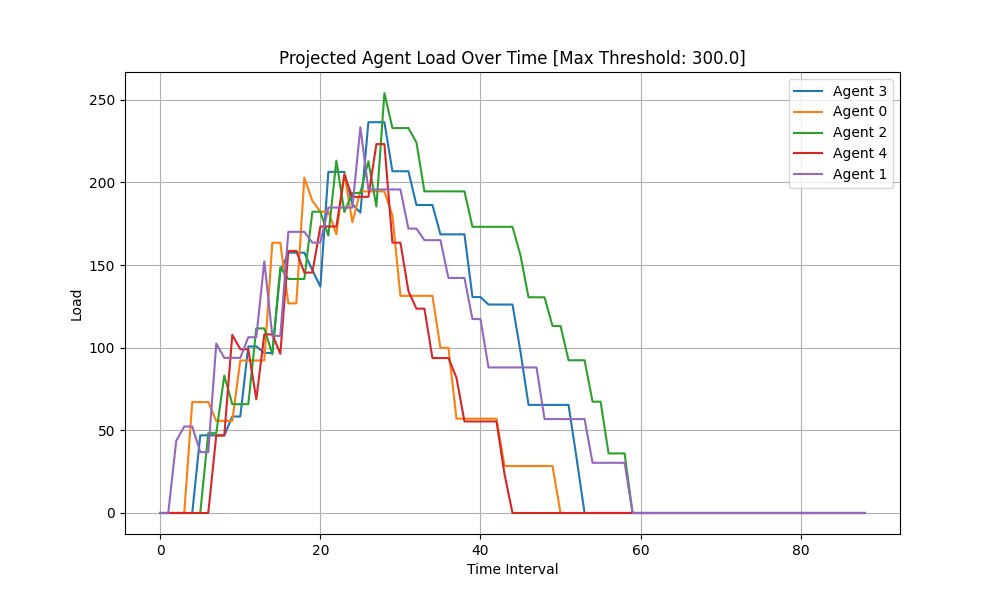 Projected Agent Load Over Time [Max Threshold: 300.0]
Load
250
200
150
100
50
0
0 20 40 60 80
Time Interval
Agent 3
Agent 0
Agent 2
Agent 4
Agent 1